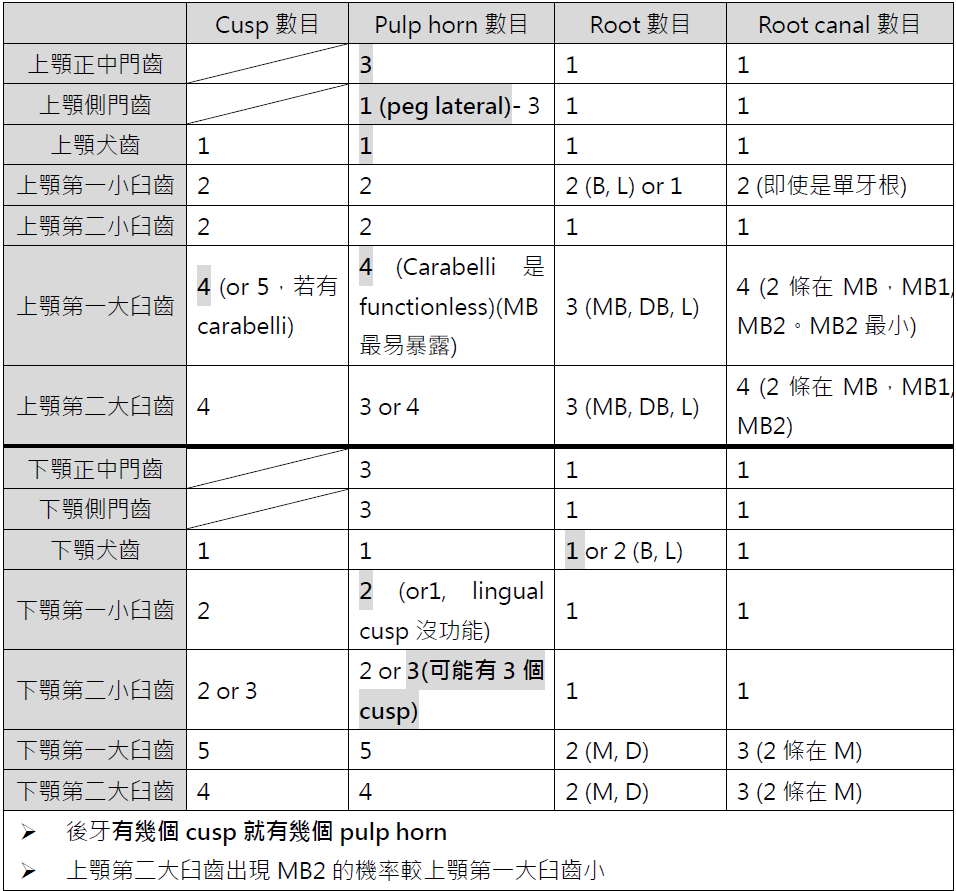 Cusp 數目 Pulp horn 數目 Root 數目 Root canal 數目
上顎正中門齒 3 1 1
上顎側門齒 1 (peg lateral)- 3 1 1
上顎犬齒 1 1 1 1
上顎第一小臼齒 2 2 2 (B, L) or 1 2 (即使是單牙根)
上顎第二小臼齒 2 2 1 1
上顎第一大臼齒
4 (or 5，若有
carabelli)
4 (Carabelli 是
functionless)(MB
最易暴露)
3 (MB, DB, L)
4 (2 條在 MB，MB1,
MB2。MB2 最小)
上顎第二大臼齒 4 3 or 4 3 (MB, DB, L)
4 (2 條在 MB，MB1,
MB2)
下顎正中門齒 3 1 1
下顎側門齒 3 1 1
下顎犬齒 1 1 1 or 2 (B, L) 1
下顎第一小臼齒 2
2 (or1, lingual
cusp 沒功能)
1 1
下顎第二小臼齒 2 or 3
2 or 3(可能有 3 個
cusp)
1 1
下顎第一大臼齒 5 5 2 (M, D) 3 (2 條在 M)
下顎第二大臼齒 4 4 2 (M, D) 3 (2 條在 M)
➢ 後牙有幾個 cusp 就有幾個 pulp horn
➢ 上顎第二大臼齒出現 MB2 的機率較上顎第一大臼齒小